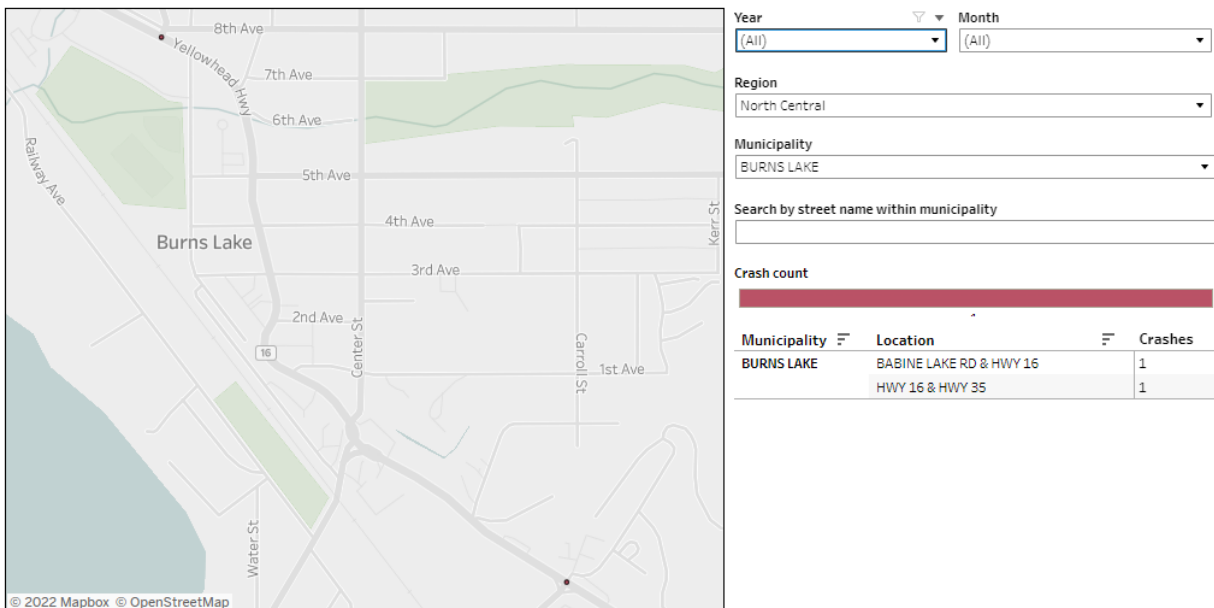 8th Ave
Yellowhead Hwy
7th Ave
6th Ave
Railway Ave
5th Ave
4th Ave
Kerr St
Burns Lake
3rd Ave
2nd Ave
Center St
16
Carroll St
1st Ave
Water St
© 2022 Mapbox © OpenStreetMap
Year
Month
(All)
(All)
Region
North Central
Municipality
BURNS LAKE
Search by street name within municipality
Crash count
Municipality Location Crashes
BURNS LAKE BABINE LAKE RD & HWY 16 1
HWY 16 & HWY 35 1